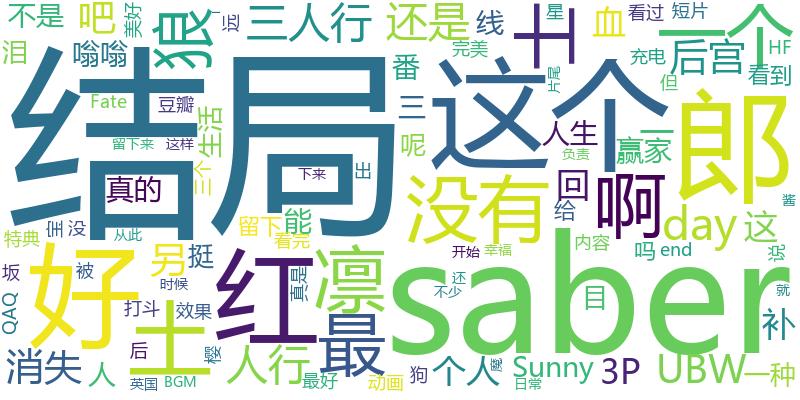 不是 吧 美好 远 狼 三人行 还是 线 士 血 星 看过 短片 一个
泪 嗡嗡 番 完美 充电 后宫 但 HF 看到
结局 这个 郎
Fate 豆瓣 生活 三 呢 人生 一 赢家
留下来 这样 三个 下来 出 负责
真的 没有 回 啊 酱
宝 没 留下 能 给 day 这
特典 从此 另 挺 看完 凛 开始 幸福 内容 吗 end 说
坂 被 好 红 saber
QAQ 时候 打斗 效果 真是 最 还 不少 目 就 补
士 后 樱
消失 人 人行 个人 Sunny 3P UBW 一种
英国 BGM 最好 动画 狗 魇 日常 片尾